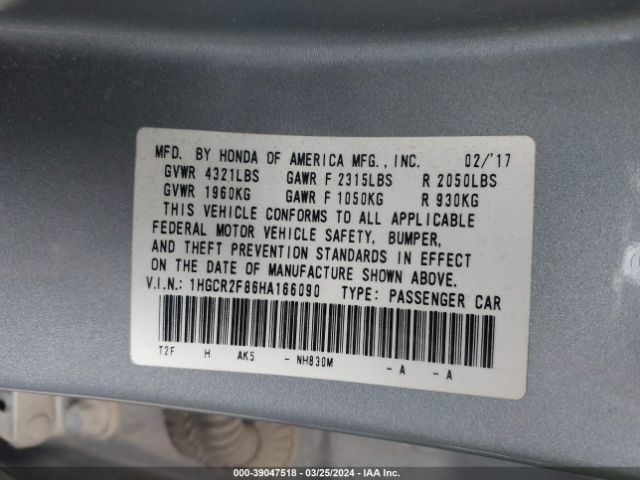 MFD. BY HONDA OF AMERICA MFG., INC. 02/'17
GVWR 4321LBS GAWR F 2315LBS R 2050LBS
GVWR 1960KG GAWR F 1050KG R 930KG
THIS VEHICLE CONFORMS TO ALL APPLICABLE
FEDERAL MOTOR VEHICLE SAFETY, BUMPER,
AND THEFT PREVENTION STANDARDS IN EFFECT
ON THE DATE OF MANUFACTURE SHOWN ABOVE.
V.I.N.: 1HGCR2F86HA166090 TYPE: PASSENGER CAR
T2F H AK5 - NH830M - A - A
000-39047518 - 03/25/2024 - IAA Inc.